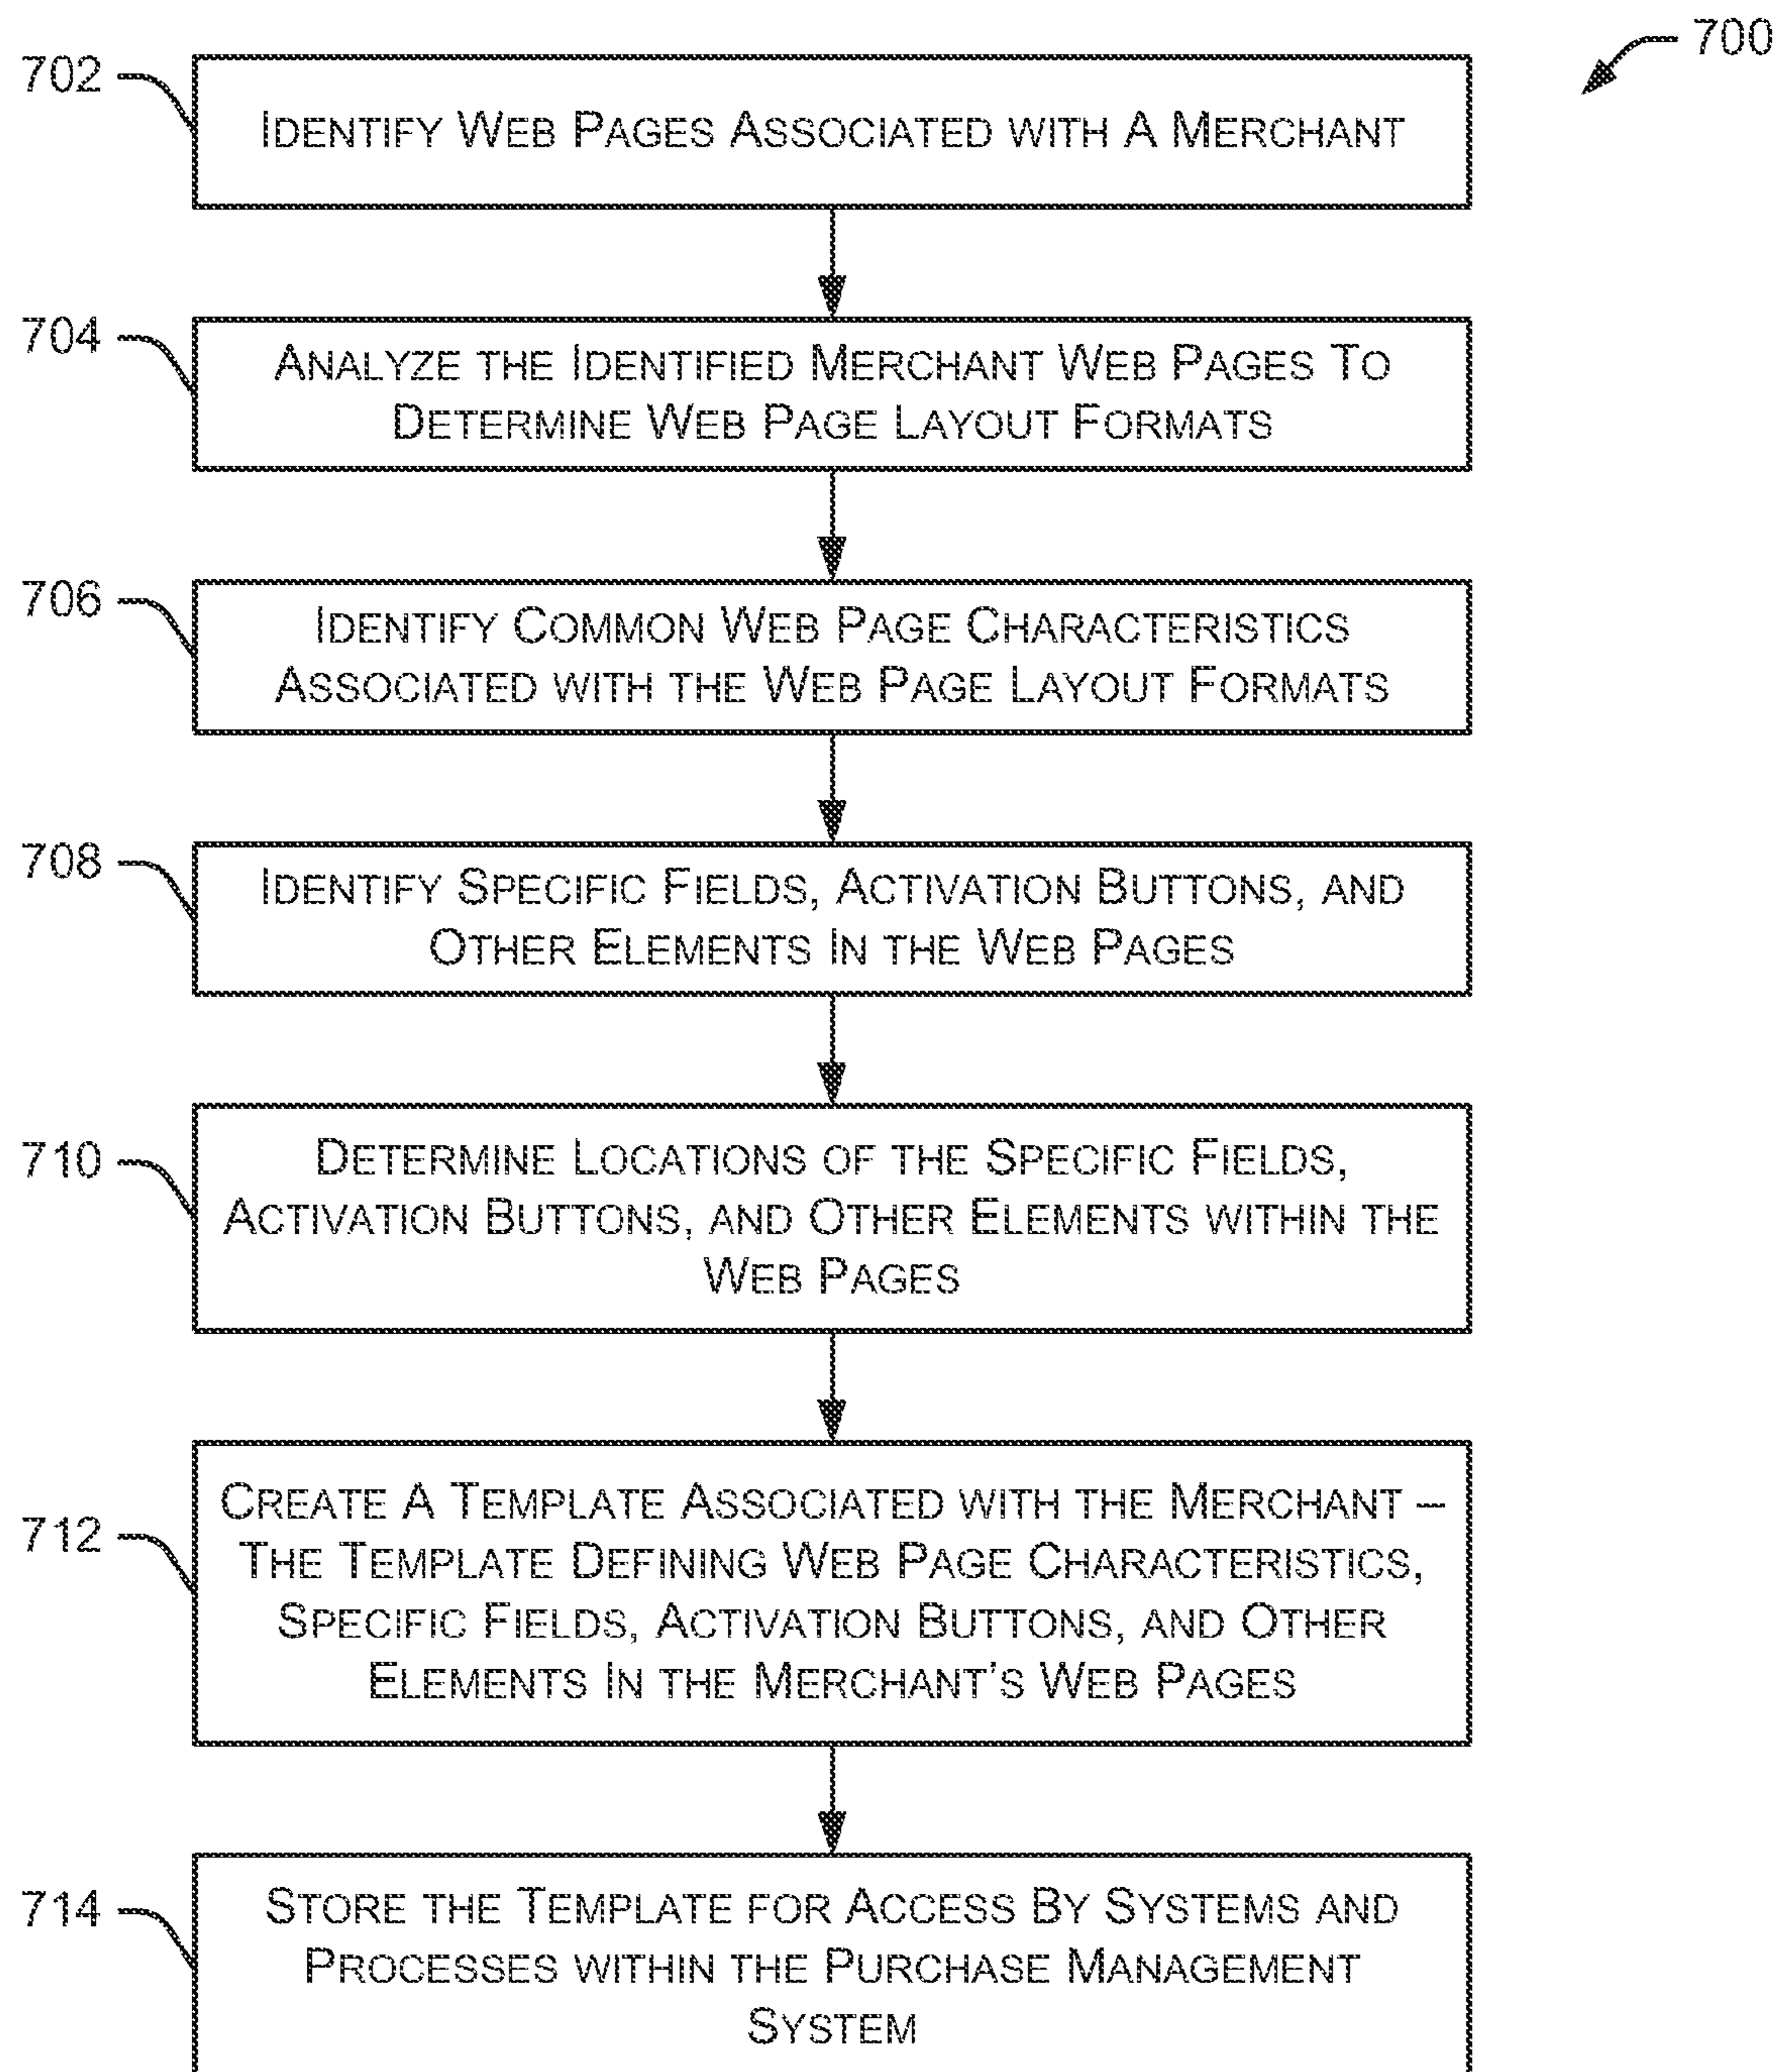 700
702
IDENTIFY WEB PAGES ASSOCIATED WITH A MERCHANT
704
ANALYZE THE IDENTIFIED MERCHANT WEB PAGES TO
DETERMINE WEB PAGE LAYOUT FORMATS
706
IDENTIFY COMMON WEB PAGE CHARACTERISTICS
ASSOCIATED WITH THE WEB PAGE LAYOUT FORMATS
708
IDENTIFY SPECIFIC FIELDS, ACTIVATION BUTTONS, AND
OTHER ELEMENTS IN THE WEB PAGES
710
DETERMINE LOCATIONS OF THE SPECIFIC FIELDS,
ACTIVATION BUTTONS, AND OTHER ELEMENTS WITHIN THE
WEB PAGES
712
CREATE A TEMPLATE ASSOCIATED WITH THE MERCHANT –
THE TEMPLATE DEFINING WEB PAGE CHARACTERISTICS,
SPECIFIC FIELDS, ACTIVATION BUTTONS, AND OTHER
ELEMENTS IN THE MERCHANT'S WEB PAGES
714
STORE THE TEMPLATE FOR ACCESS BY SYSTEMS AND
PROCESSES WITHIN THE PURCHASE MANAGEMENT
SYSTEM